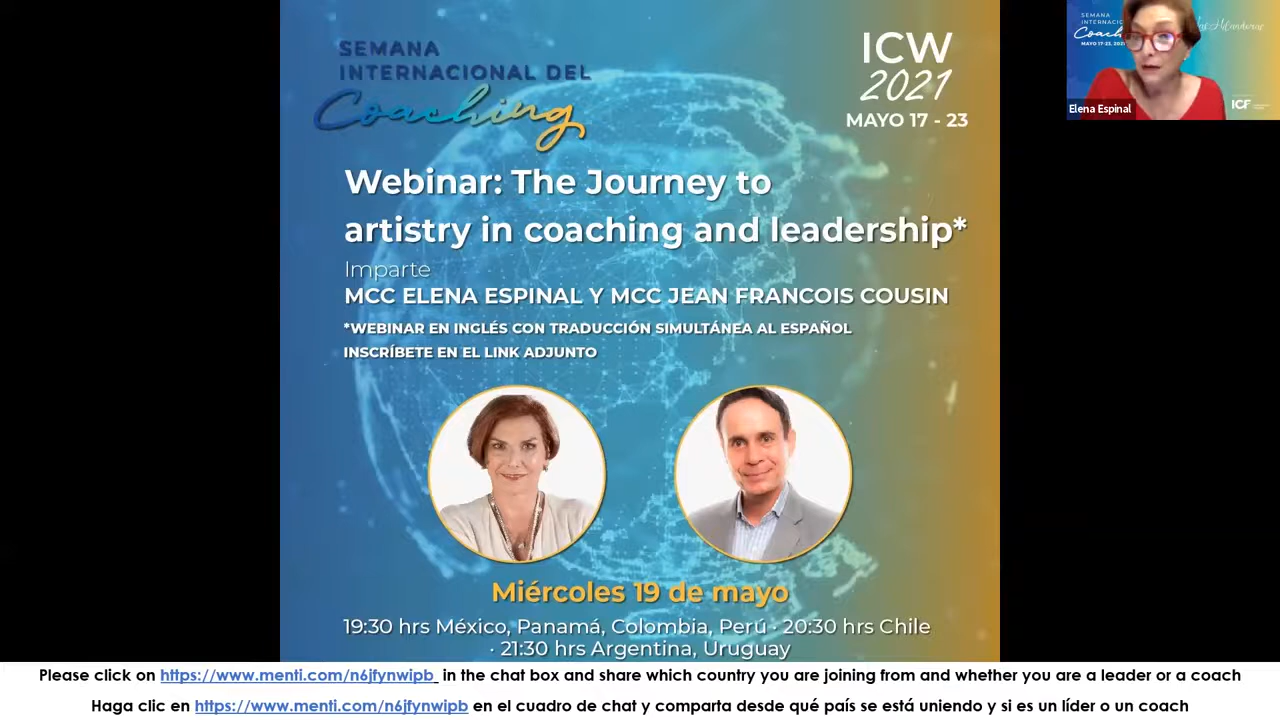 SEMANA
INTERNACIONAL DEL
Coaching
ICW
2021
MAYO 17 - 23
Webinar: The Journey to
artistry in coaching and leadership*
Imparte
MCC ELENA ESPINAL Y MCC JEAN FRANCOIS COUSIN
*WEBINAR EN INGLÉS CON TRADUCCIÓN SIMULTÁNEA AL ESPAÑOL
INSCRÍBETE EN EL LINK ADJUNTO
Miércoles 19 de mayo
19:30 hrs México, Panamá, Colombia, Perú · 20:30 hrs Chile
· 21:30 hrs Argentina, Uruguay
SEMANA
MAYO 17-23,
Elena Espinal
ICF
Please click on https://www.menti.com/n6jfynwipb in the chat box and share which country you are joining from and whether you are a leader or a coach
Haga clic en https://www.menti.com/n6jfynwipb en el cuadro de chat y comparta desde qué país se está uniendo y si es un líder o un coach